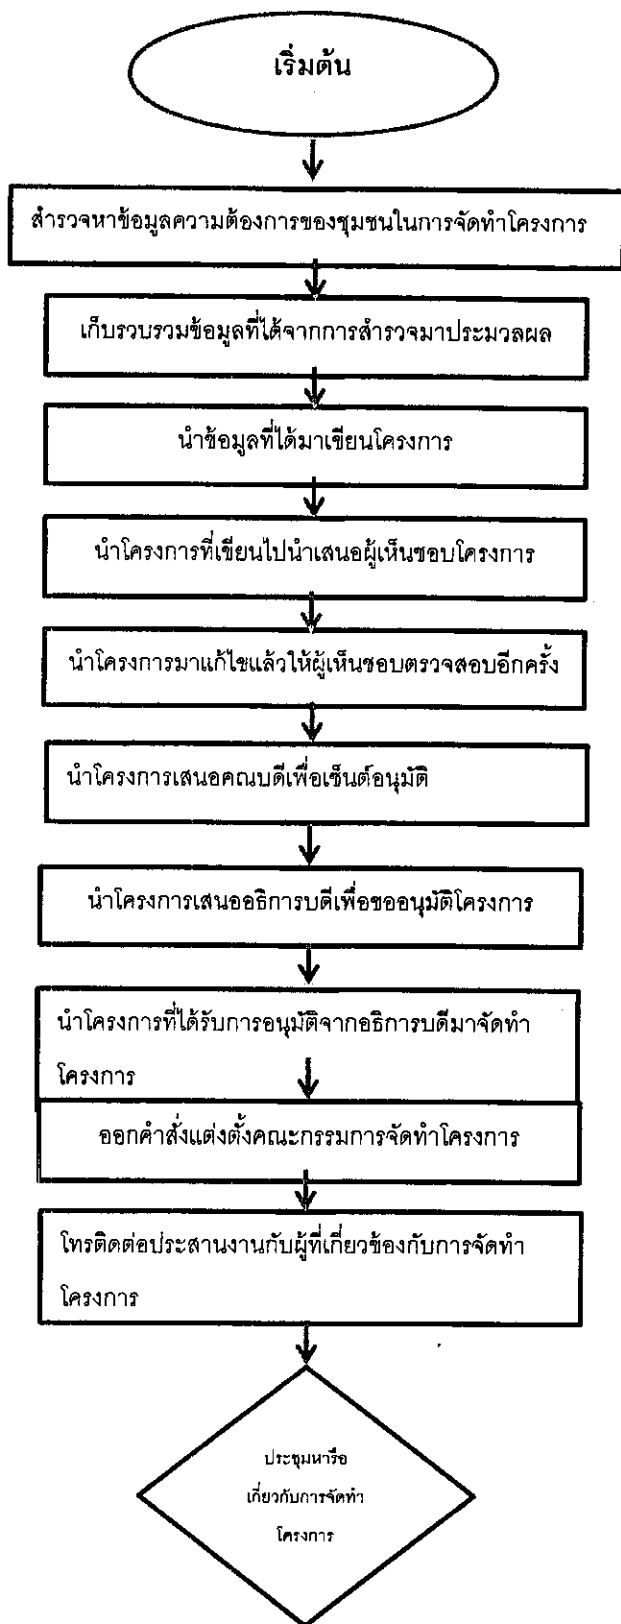 เริ่มต้น
สำรวจหาข้อมูลความต้องการของชุมชนในการจัดทำโครงการ
เก็บรวบรวมข้อมูลที่ได้จากการสำรวจมาประมวลผล
นำข้อมูลที่ได้มาเขียนโครงการ
นำโครงการที่เขียนไปนำเสนอผู้เห็นชอบโครงการ
นำโครงการมาแก้ไขแล้วให้ผู้เห็นชอบตรวจสอบอีกครั้ง
นำโครงการเสนอคณบดีเพื่อเซ็นต์อนุมัติ
นำโครงการเสนออธิการบดีเพื่อขออนุมัติโครงการ
นำโครงการที่ได้รับการอนุมัติจากอธิการบดีมาจัดทำ
โครงการ
ออกคำสั่งแต่งตั้งคณะกรรมการจัดทำโครงการ
โทรติดต่อประสานงานกับผู้ที่เกี่ยวข้องกับการจัดทำ
โครงการ
ประชุมหารือ
เกี่ยวกับการจัดทำ
โครงการ